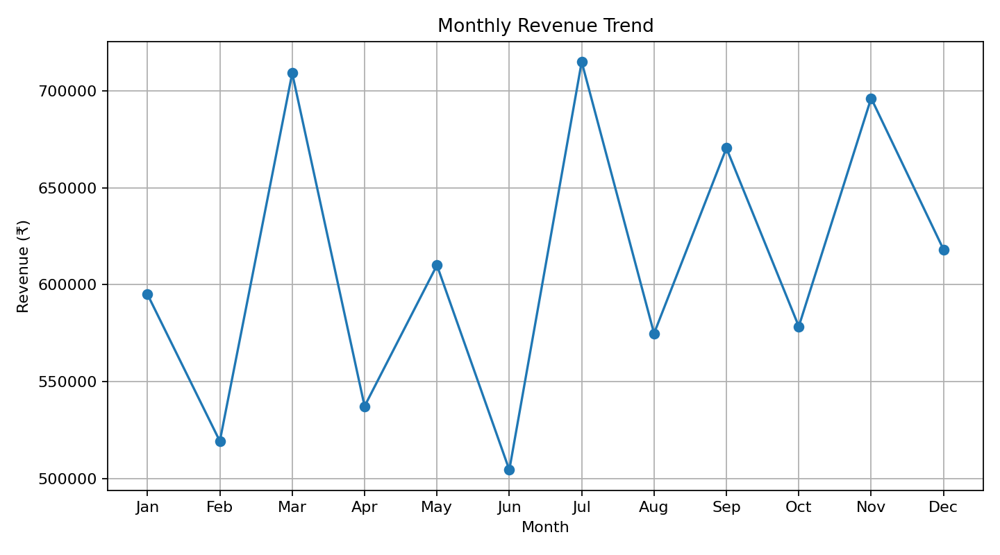 Monthly Revenue Trend
Revenue (₹)
700000
650000
600000
550000
500000
Jan Feb Mar Apr May Jun Jul Aug Sep Oct Nov Dec
Month